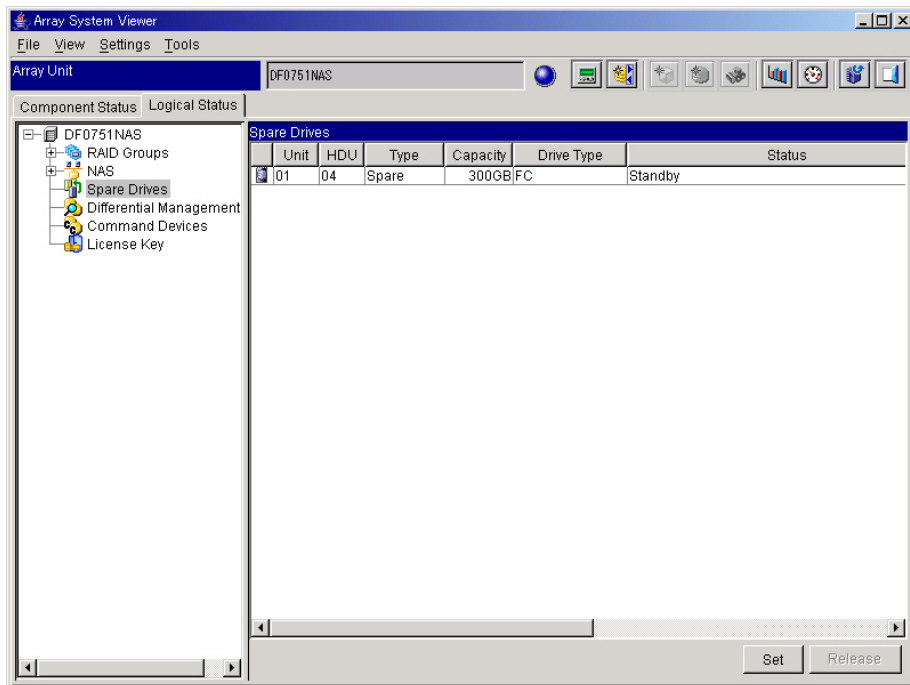 Array System Viewer
File View Settings Tools
Array Unit
DF0751NAS
Component Status Logical Status
DF0751NAS
RAID Groups
NAS
Spare Drives
Differential Management
Command Devices
License Key
Spare Drives
Unit HDU Type Capacity Drive Type Status
01 04 Spare 300GB FC Standby
Set Release